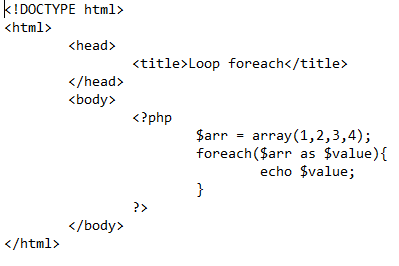 <!DOCTYPE html>
<html>
<head>
<title>Loop foreach</title>
</head>
<body>
<?php
$arr = array(1,2,3,4);
foreach($arr as $value){
echo $value;
}
?>
</body>
</html>